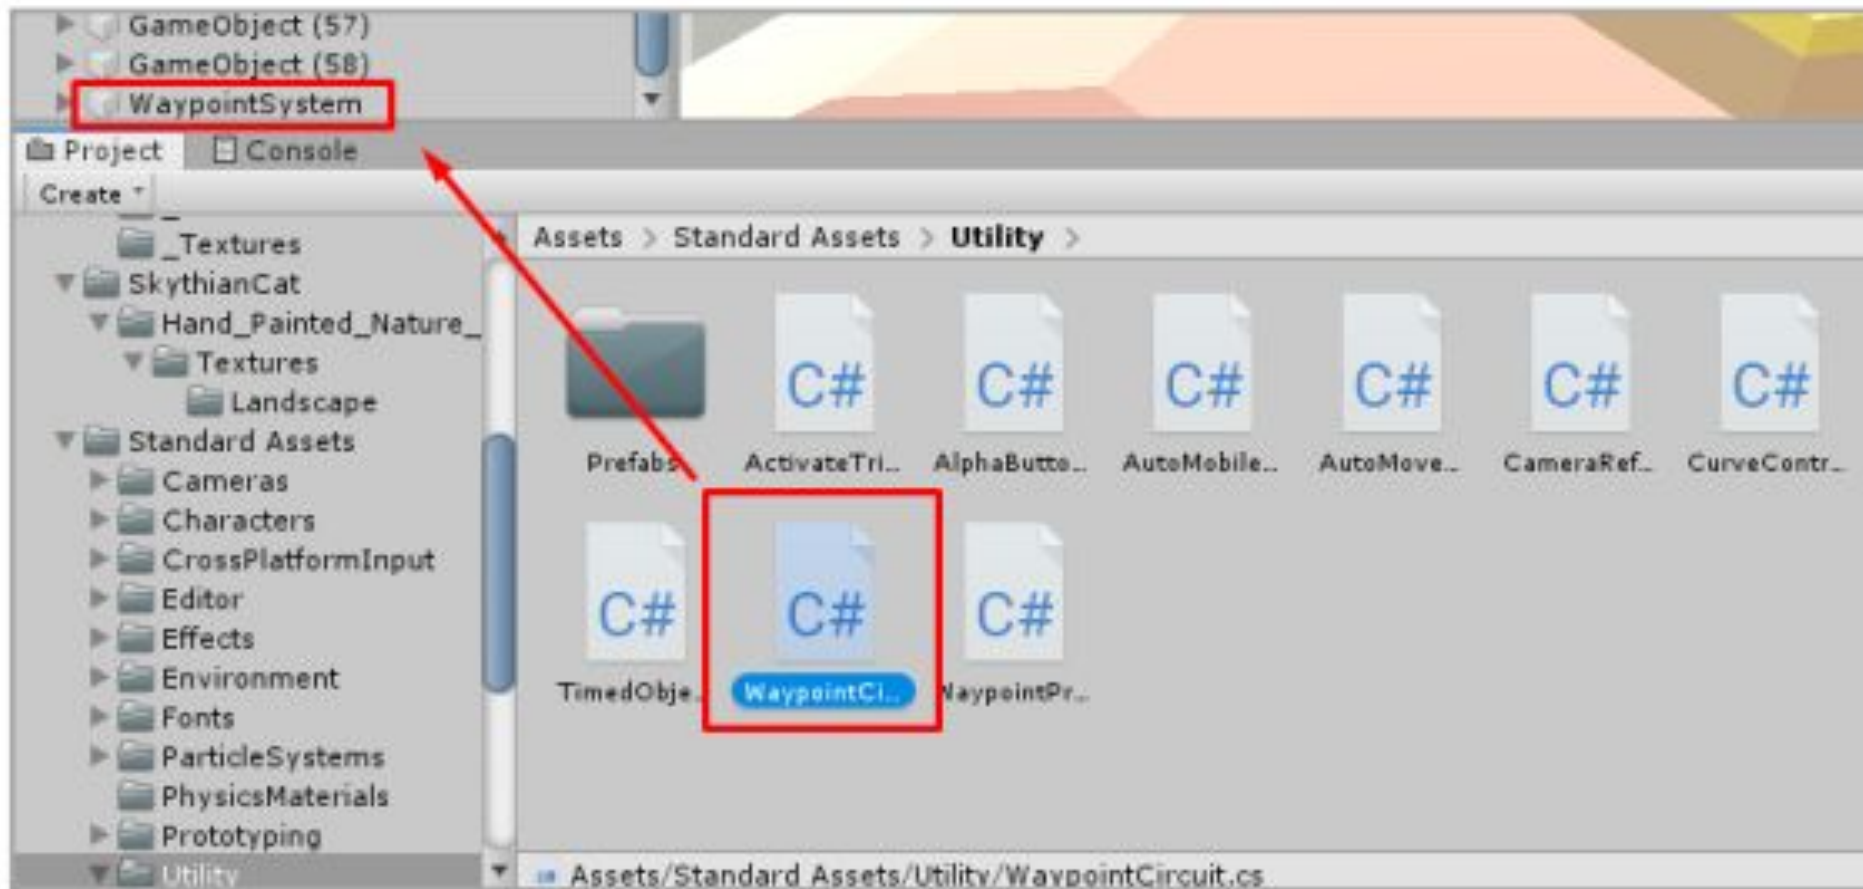 GameObject (57)
GameObject (58)
WaypointSystem
Project
Console
Create
_Textures
SkythianCat
Hand_Painted_Nature_
Textures
Landscape
Standard Assets
Cameras
Characters
CrossPlatformInput
Editor
Effects
Environment
Fonts
ParticleSystems
PhysicsMaterials
Prototyping
Utility
Assets > Standard Assets > Utility >
C# C# C# C# C# C#
Prefabs ActivateTri... AlphaButto... AutoMobile... AutoMove... CameraRef... CurveContr...
C# C# C#
TimedObje... WaypointCi... WaypointPr...
Assets/Standard Assets/Utility/WaypointCircuit.cs